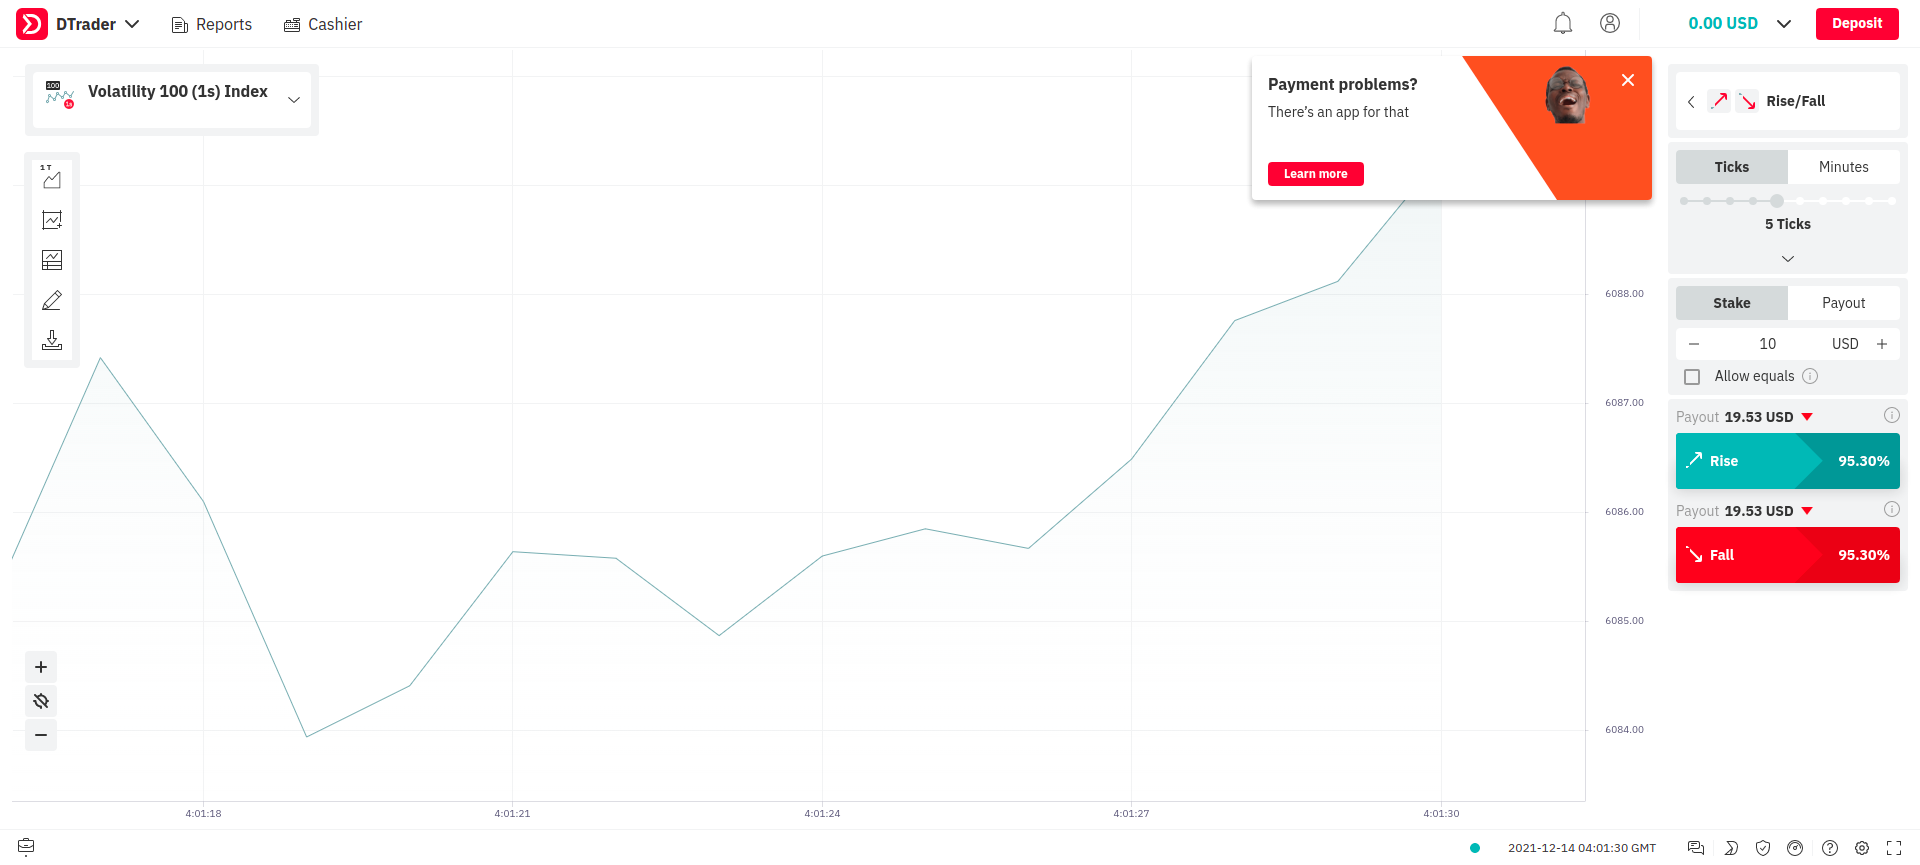 DTrader
Reports
Cashier
0.00 USD
Deposit
100
1s
Volatility 100 (1s) Index
1 T
Payment problems?
There's an app for that
Learn more
Rise/Fall
Ticks
Minutes
5 Ticks
Stake
Payout
10
USD
Allow equals
Payout 19.53 USD
Rise
95.30%
Payout 19.53 USD
Fall
95.30%
6088.00
6087.00
6086.00
6085.00
6084.00
4:01:18
4:01:21
4:01:24
4:01:27
4:01:30
2021-12-14 04:01:30 GMT